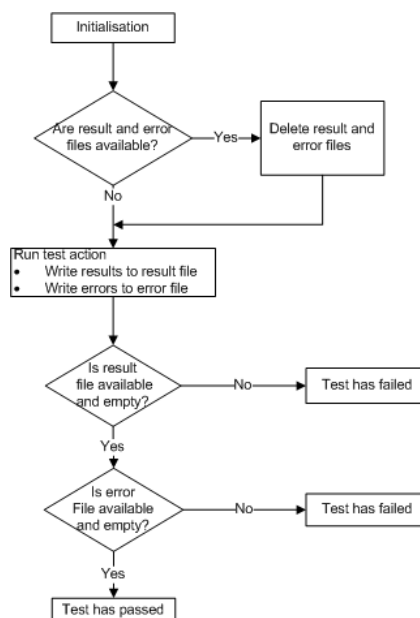 Initialisation
Are result and error
files available?
Yes
Delete result and
error files
No
Run test action
• Write results to result file
• Write errors to error file
Is result
file available
and empty?
No
Test has failed
Yes
Is error
File available
and empty?
No
Test has failed
Yes
Test has passed